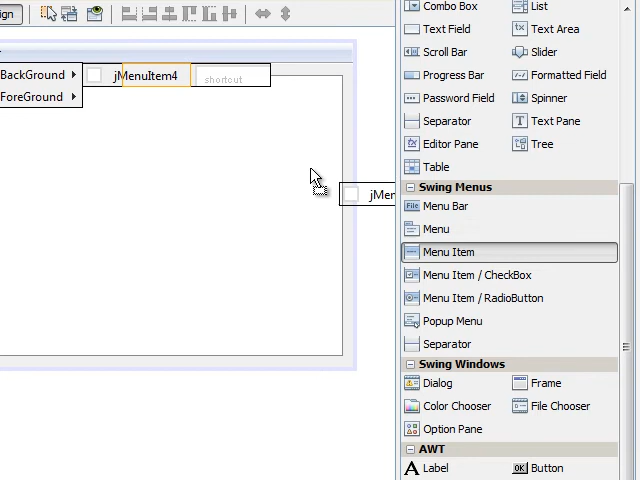 ign
BackGround
jMenuItem4
shortcut
ForeGround
jMen
Combo Box
List
Text Field
Text Area
Scroll Bar
Slider
Progress Bar
Formatted Field
Password Field
Spinner
Separator
Text Pane
Editor Pane
Tree
Table
Swing Menus
Menu Bar
Menu
Menu Item
Menu Item / CheckBox
Menu Item / RadioButton
Popup Menu
Separator
Swing Windows
Dialog
Frame
Color Chooser
File Chooser
Option Pane
AWT
Label
Button